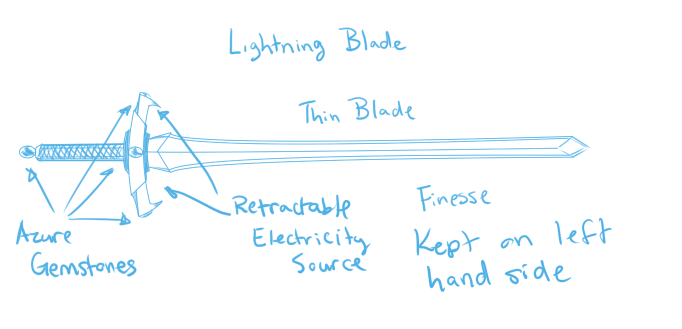 Lightning Blade
Thin Blade
Azure
Gemstones
Retractable
Electricity
Source
Finesse
Kept on left
hand side